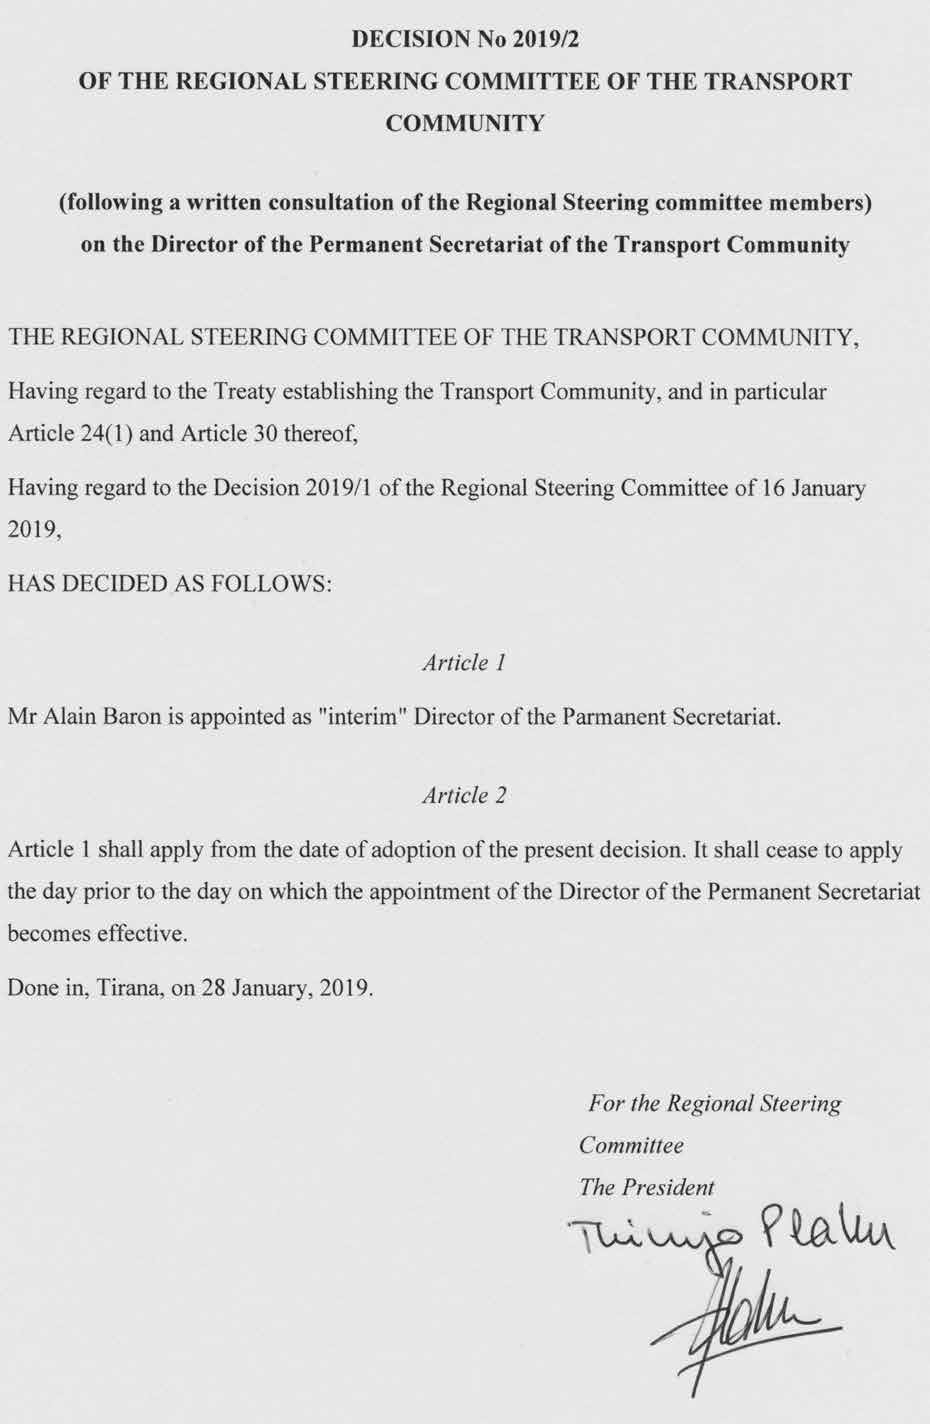 DECISION No 2019/2
OF THE REGIONAL STEERING COMMITTEE OF THE TRANSPORT
COMMUNITY
(following a written consultation of the Regional Steering committee members)
on the Director of the Permanent Secretariat of the Transport Community
THE REGIONAL STEERING COMMITTEE OF THE TRANSPORT COMMUNITY,
Having regard to the Treaty establishing the Transport Community, and in particular
Article 24(1) and Article 30 thereof,
Having regard to the Decision 2019/1 of the Regional Steering Committee of 16 January
2019,
HAS DECIDED AS FOLLOWS:
Article 1
Mr Alain Baron is appointed as "interim" Director of the Parmanent Secretariat.
Article 2
Article 1 shall apply from the date of adoption of the present decision. It shall cease to apply
the day prior to the day on which the appointment of the Director of the Permanent Secretariat
becomes effective.
Done in, Tirana, on 28 January, 2019.
For the Regional Steering
Committee
The President